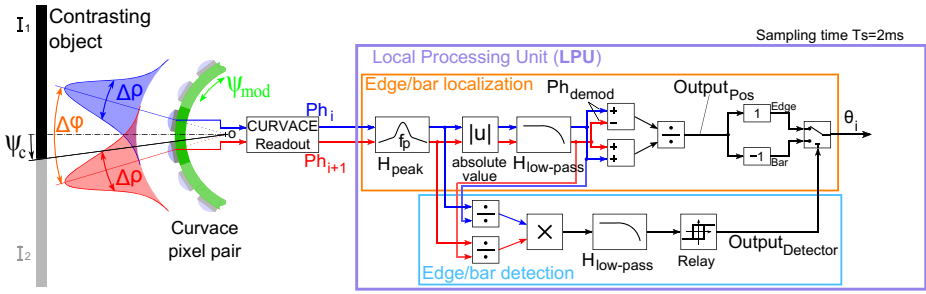 I₁
Contrasting
object
Δρ
Δφ
Ψc
Δρ
I₂
Ψmod
o
Curvace
pixel pair
CURVACE
Readout
Phi
Phi+1
Sampling time Ts=2ms
Local Processing Unit (LPU)
Edge/bar localization
fp
Hpeak
|u|
absolute
value
Hlow-pass
Phdemod
+
-
+
+
÷
OutputPos
1
Edge
-1
Bar
θi
÷
÷
×
Hlow-pass
Relay
OutputDetector
Edge/bar detection